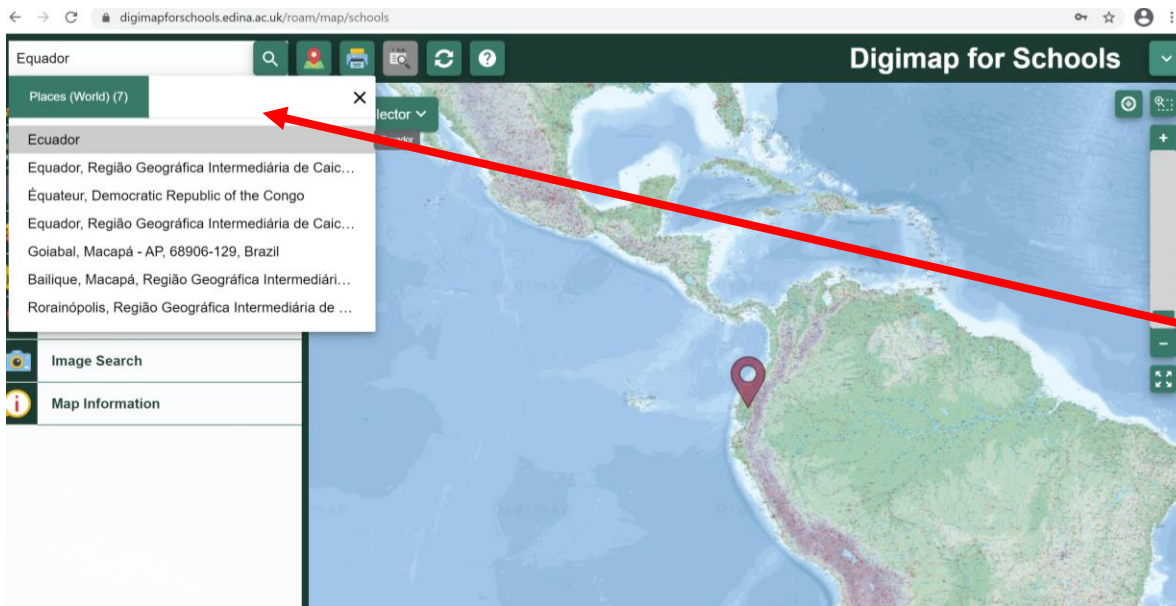 digimapforschools.edina.ac.uk/roam/map/schools
Equador
Digimap for Schools
Places (World) (7)
lector
Ecuador
Equador, Região Geográfica Intermediária de Caic...
Équateur, Democratic Republic of the Congo
Equador, Região Geográfica Intermediária de Caic...
Goiabal, Macapá - AP, 68906-129, Brazil
Bailique, Macapá, Região Geográfica Intermediári...
Rorainópolis, Região Geográfica Intermediária de ...
Image Search
Map Information